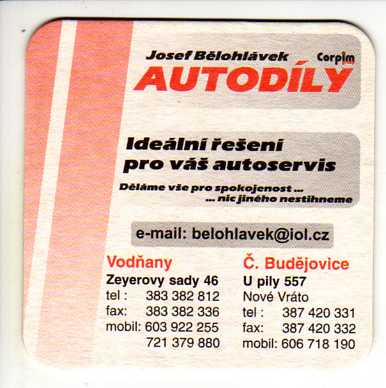 Josef Bělohlávek Corpim
AUTODÍLY
Ideální řešení
pro váš autoservis
Děláme vše pro spokojenost ...
... nic jiného nestihneme
e-mail: belohlavek@iol.cz
Vodňany
Zeyerovy sady 46
tel : 383 382 812
fax: 383 382 336
mobil: 603 922 255
721 379 880
Č. Budějovice
U pily 557
Nové Vráto
tel : 387 420 331
fax: 387 420 332
mobil: 606 718 190